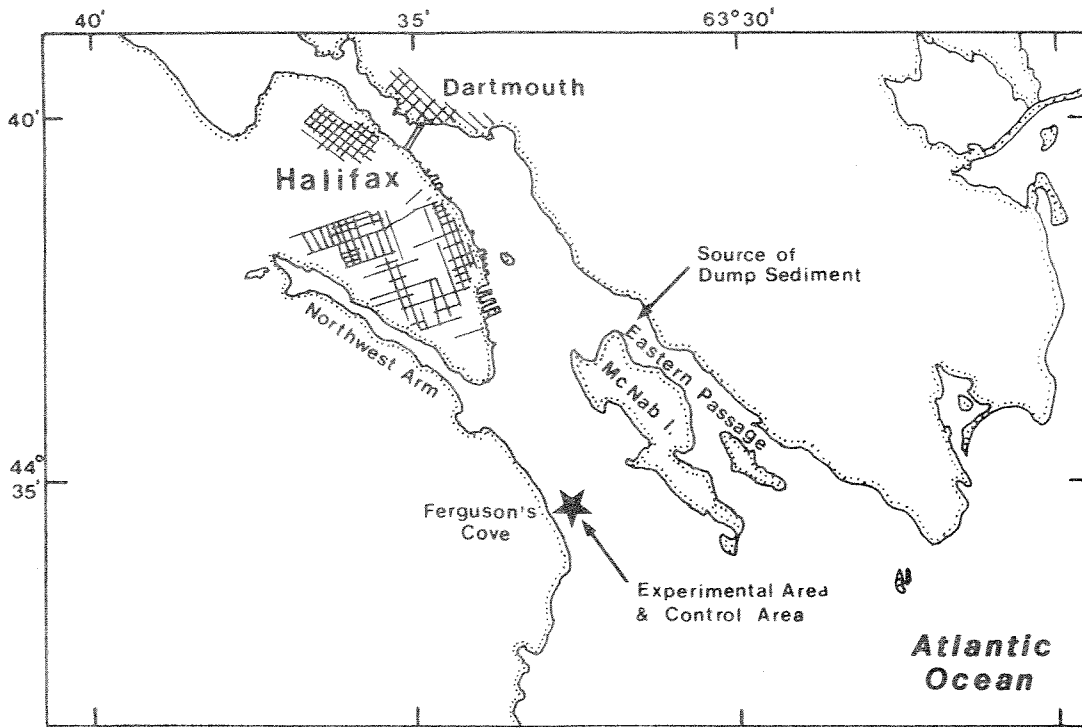 40'
35'
63°30'
Dartmouth
40'
Halifax
Source of
Dump Sediment
Northwest Arm
Eastern Passage
McNab I.
44°
35'
Ferguson's
Cove
Experimental Area
& Control Area
Atlantic
Ocean